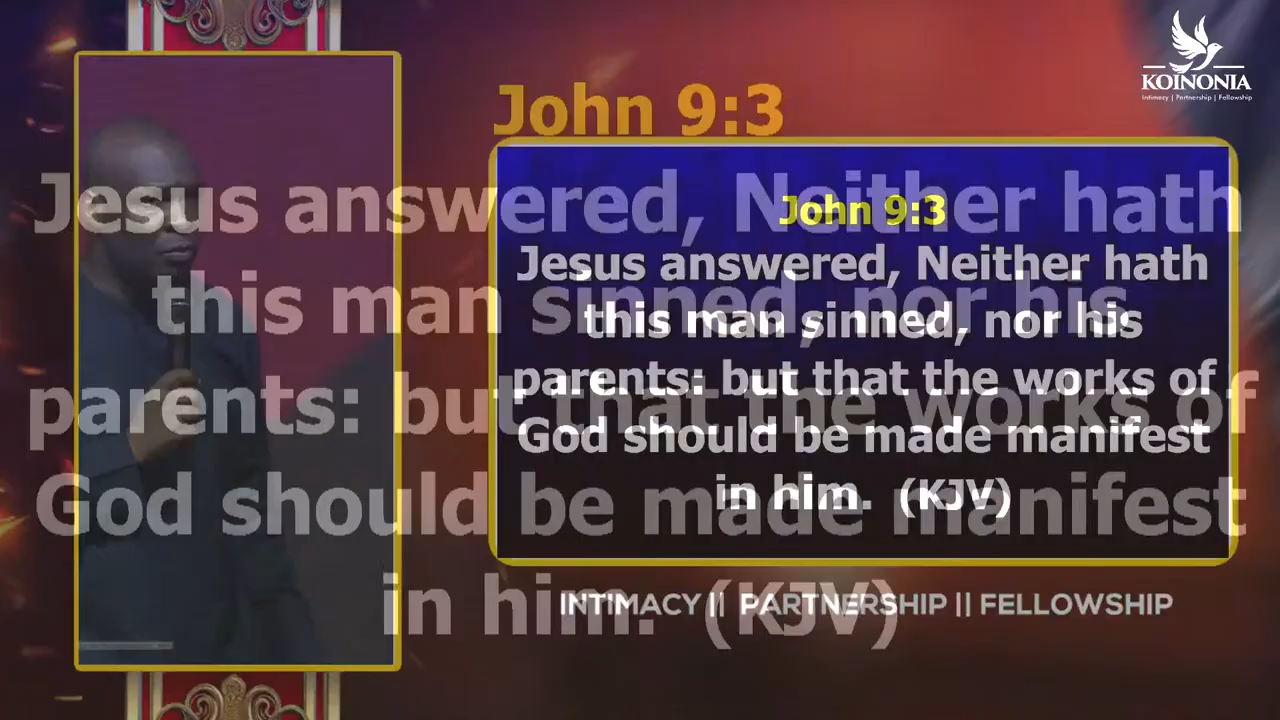 KOINONIA
Intimacy | Partnership | Fellowship
John 9:3
Jesus answered, Neither hath
this man sinned, nor his
parents: but that the works of
God should be made manifest
in him. (KJV)
John 9:3
Jesus answered, Neither hath
this man sinned, nor his
parents: but that the works of
God should be made manifest
in him. (KJV)
INTIMACY || PARTNERSHIP || FELLOWSHIP